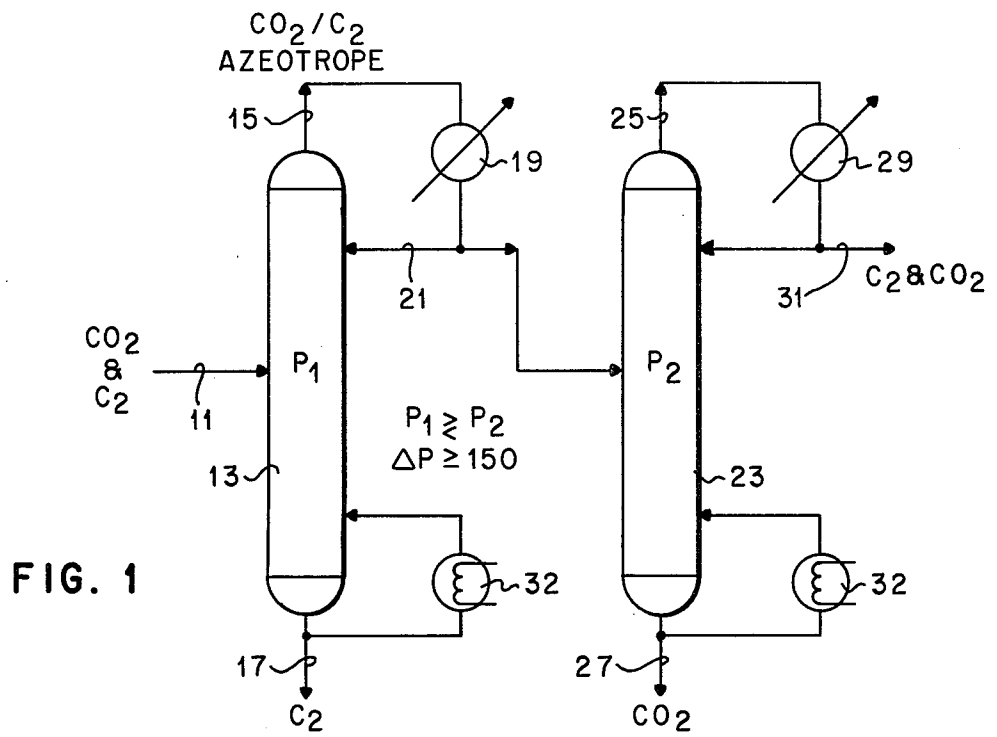 CO2/C2
AZEOTROPE
15
19
21
CO2
&
C2
11
P1
13
P1 ≷ P2
ΔP ≥ 150
32
17
C2
25
29
31
C2&CO2
P2
23
32
27
CO2
FIG. 1